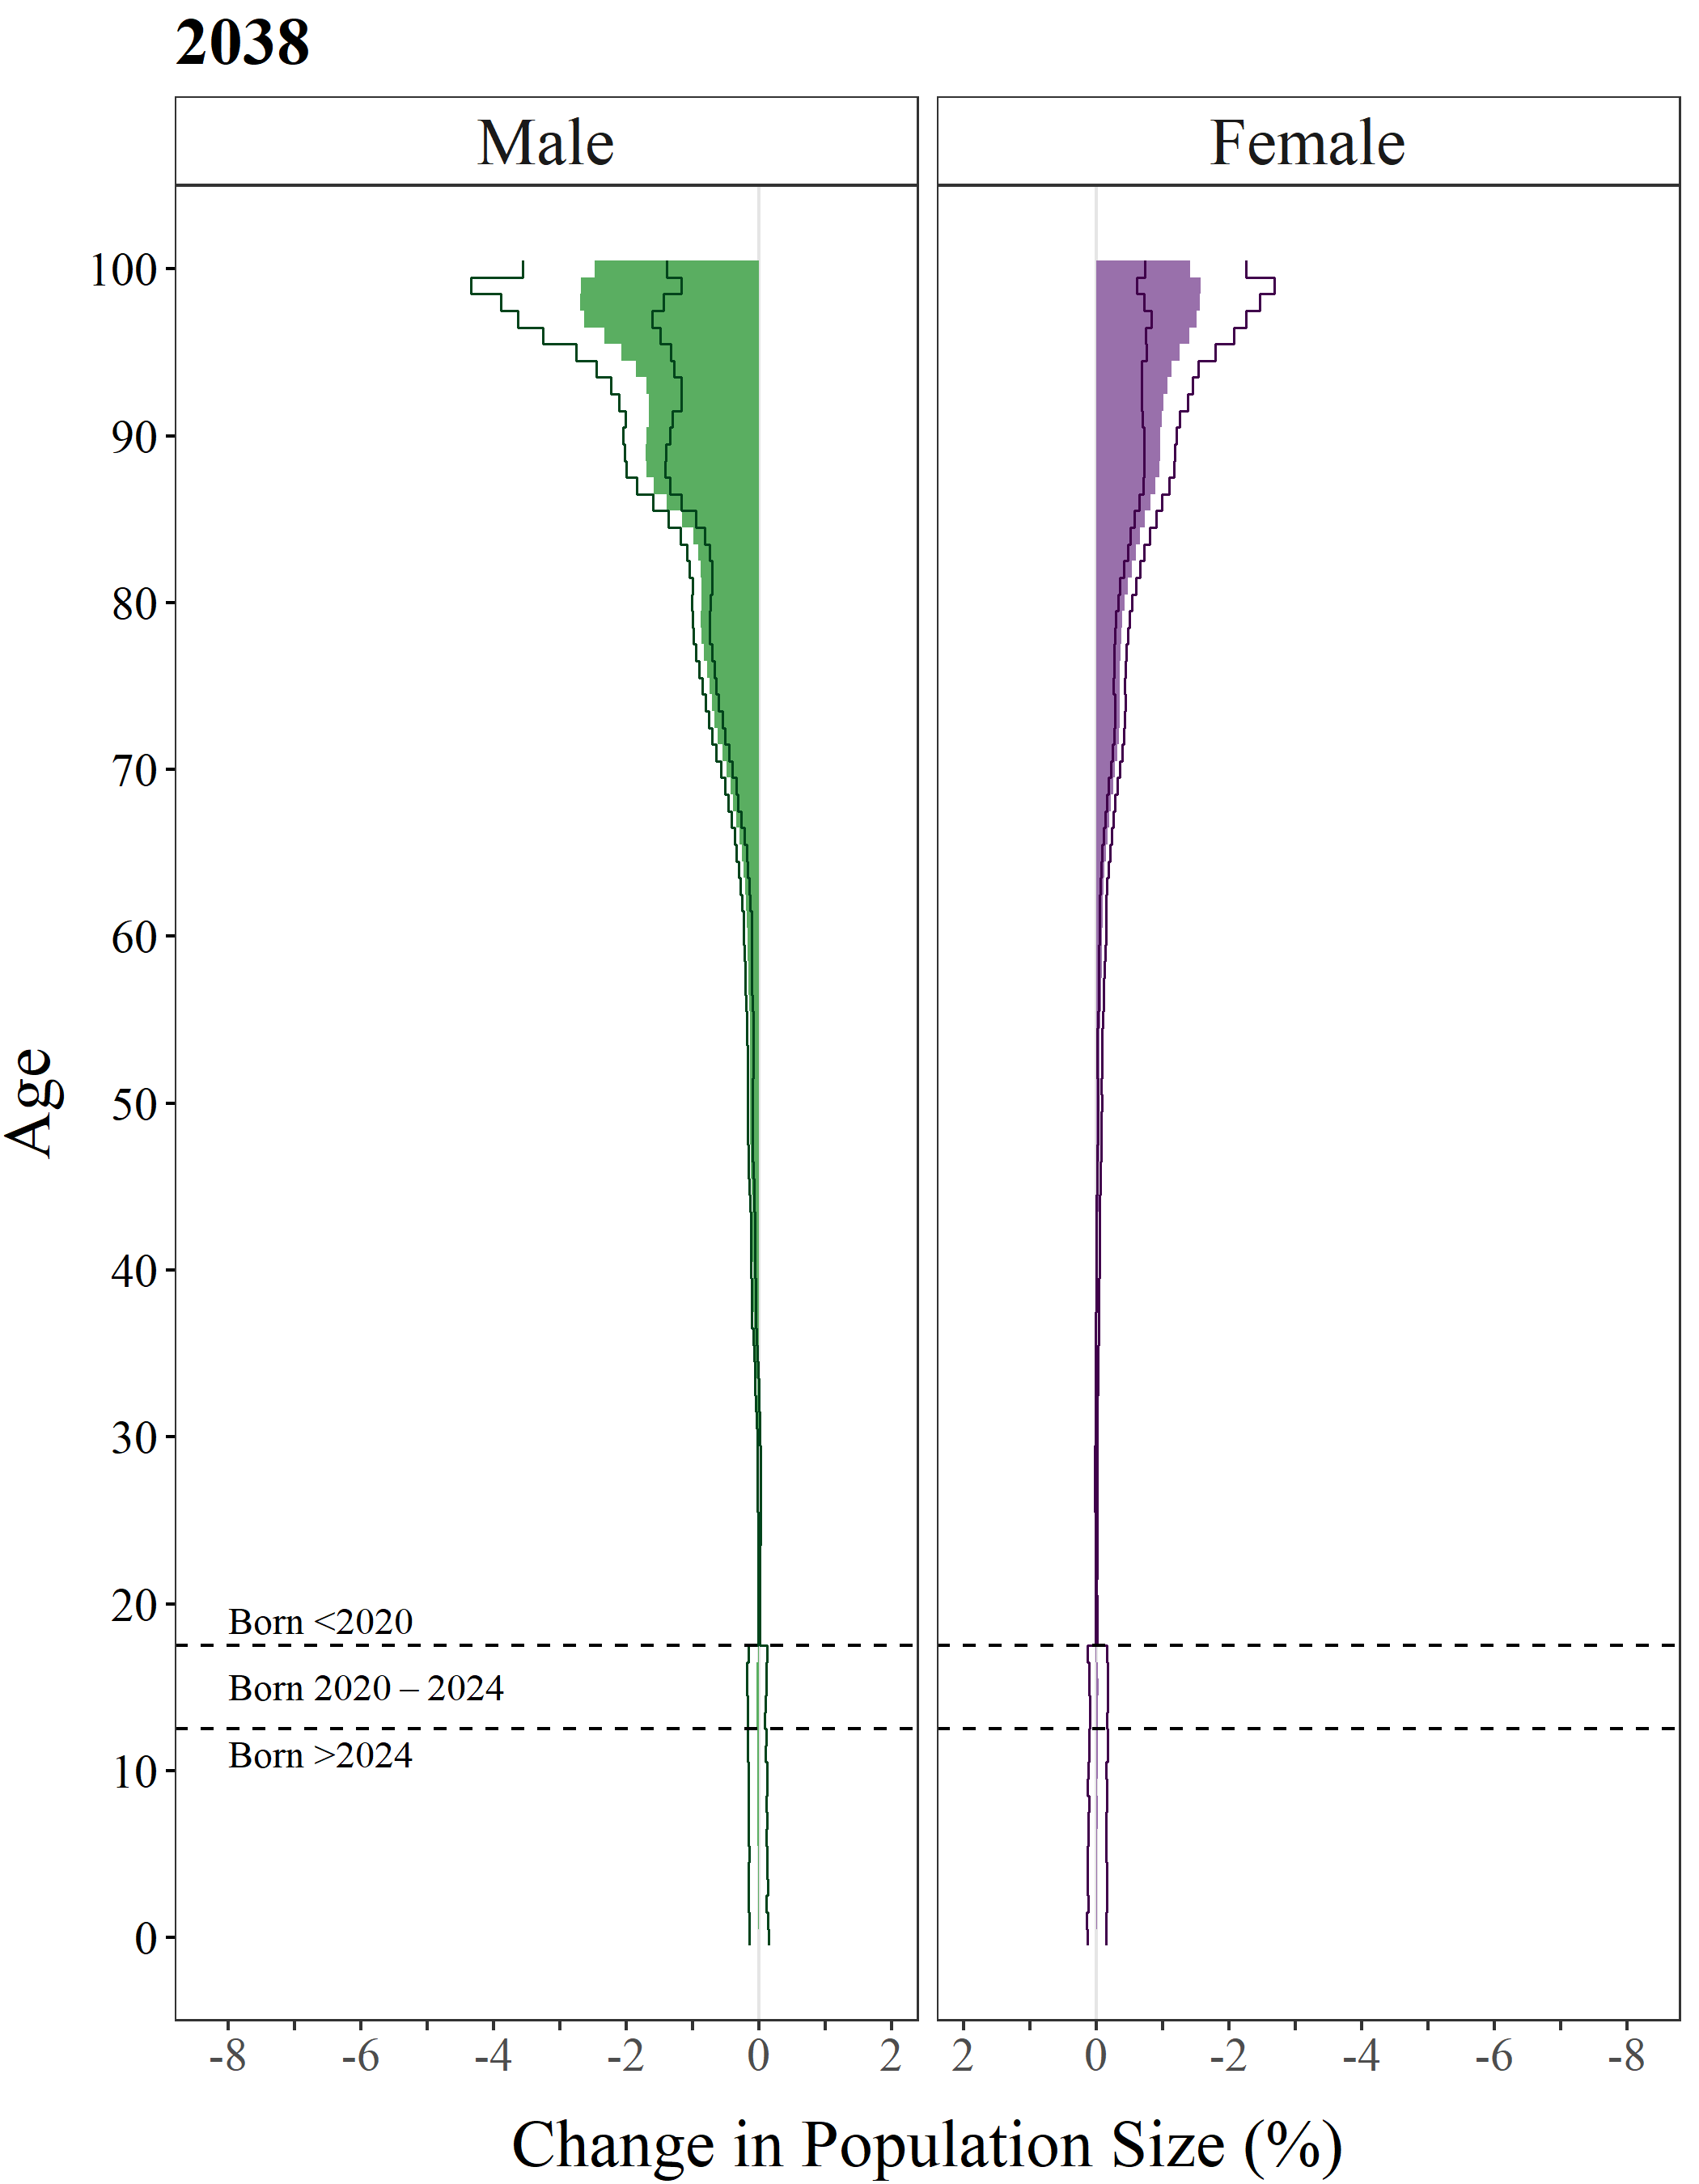 2038
Male
Female
100
90
80
70
60
50
40
30
20
10
0
Age
Born <2020
Born 2020 – 2024
Born >2024
-8 -6 -4 -2 0 2
2 0 -2 -4 -6 -8
Change in Population Size (%)